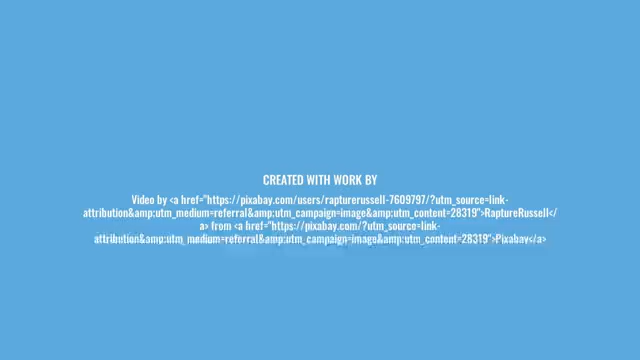 CREATED WITH WORK BY
Video by <a href="https://pixabay.com/users/rapturerussell-7609797/?utm_source=link-
attribution&amp;utm_medium=referral&amp;utm_campaign=image&amp;utm_content=28319">RaptureRussell</
a> from <a href="https://pixabay.com/?utm_source=link-
attribution&amp;utm_medium=referral&amp;utm_campaign=image&amp;utm_content=28319">Pixabay</a>